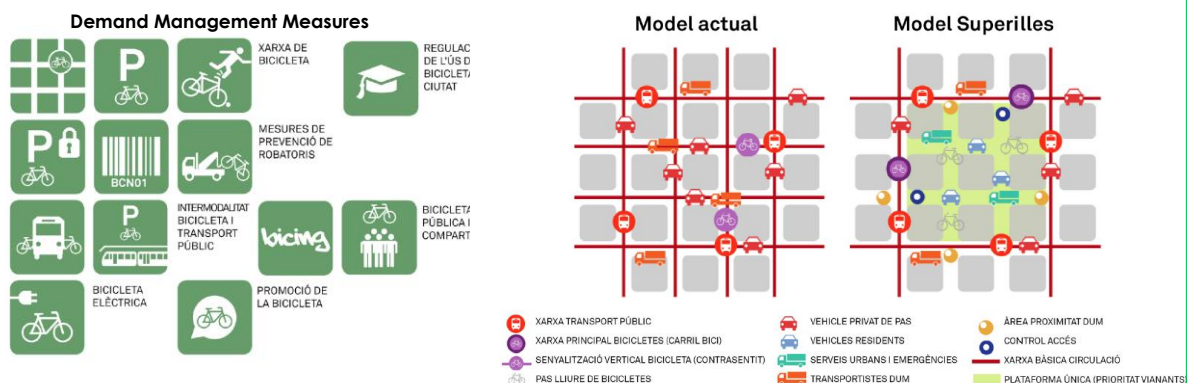 Demand Management Measures
P
XARXA DE
BICICLETA
REGULAC
DE L'ÚS D
BICICLETA
CIUTAT
P
BCN01
MESURES DE
PREVENCIÓ DE
ROBATORIS
P
INTERMODALITAT
BICICLETA I
TRANSPORT
PÚBLIC
bicing
BICICLETA
PÚBLICA I
COMPART
BICICLETA
ELÈCTRICA
PROMOCIÓ DE
LA BICICLETA
Model actual
Model Superilles
XARXA TRANSPORT PÚBLIC
XARXA PRINCIPAL BICICLETES (CARRIL BICI)
SENYALITZACIÓ VERTICAL BICICLETA (CONTRASENTIT)
PAS LLIURE DE BICICLETES
VEHICLE PRIVAT DE PAS
VEHICLES RESIDENTS
SERVEIS URBANS I EMERGÈNCIES
TRANSPORTISTES DUM
ÀREA PROXIMITAT DUM
CONTROL ACCÉS
XARXA BÀSICA CIRCULACIÓ
PLATAFORMA ÚNICA (PRIORITAT VIANANTS)